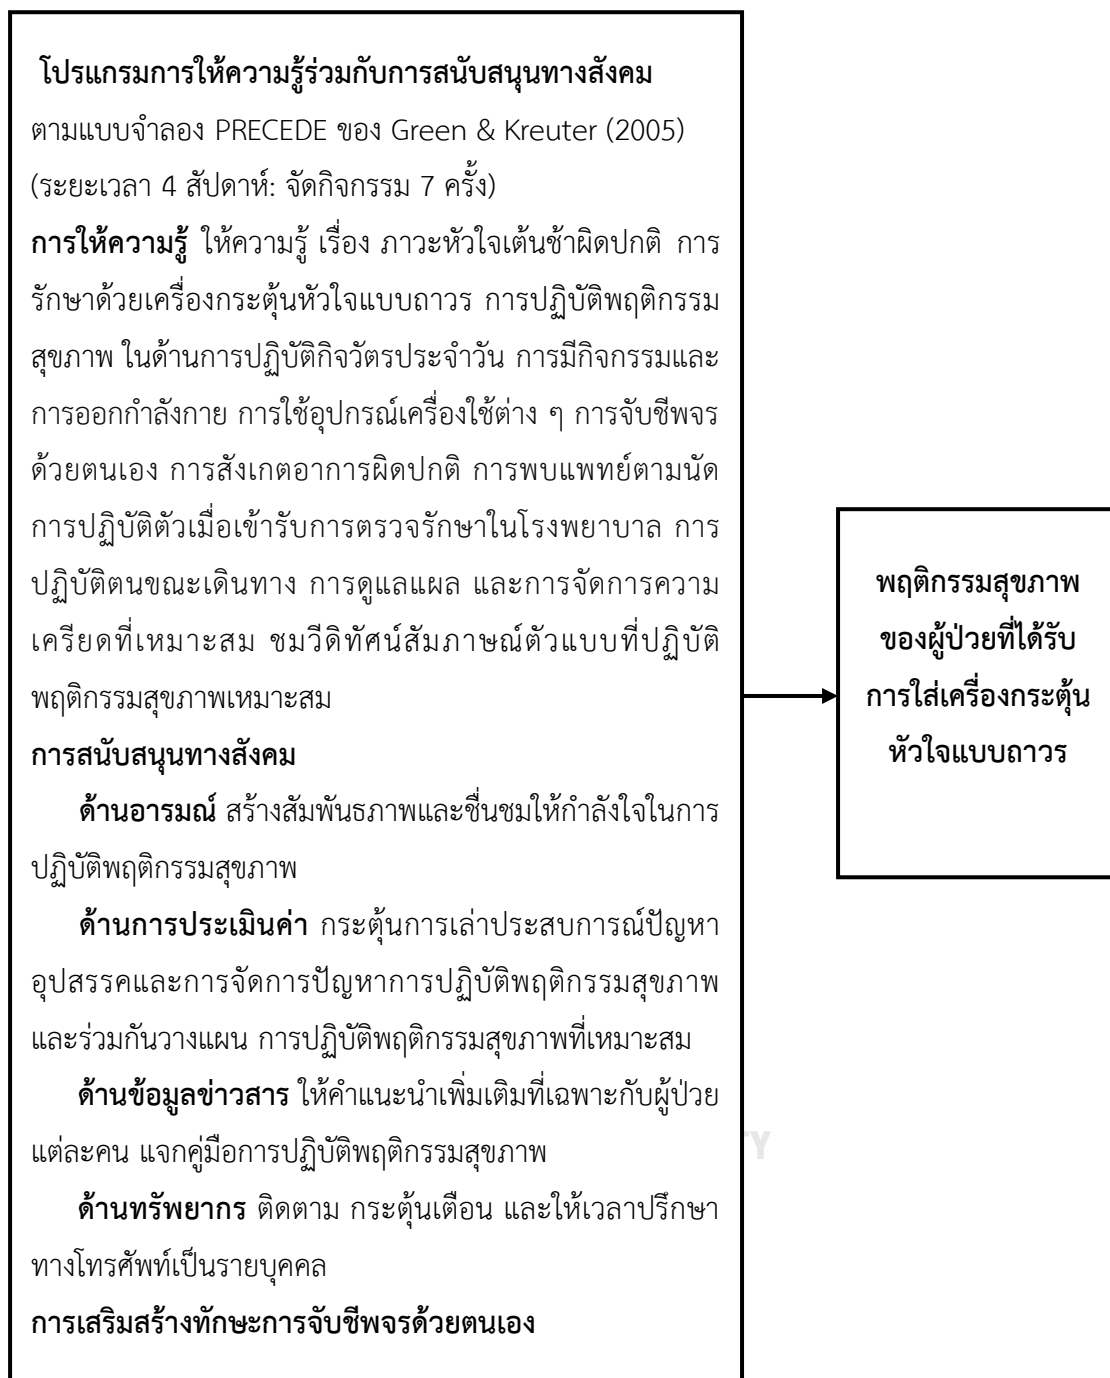 โปรแกรมการให้ความรู้ร่วมกับการสนับสนุนทางสังคม
ตามแบบจำลอง PRECEDE ของ Green & Kreuter (2005)
(ระยะเวลา 4 สัปดาห์: จัดกิจกรรม 7 ครั้ง)
การให้ความรู้ ให้ความรู้ เรื่อง ภาวะหัวใจเต้นช้าผิดปกติ การ
รักษาด้วยเครื่องกระตุ้นหัวใจแบบถาวร การปฏิบัติพฤติกรรม
สุขภาพ ในด้านการปฏิบัติกิจวัตรประจำวัน การมีกิจกรรมและ
การออกกำลังกาย การใช้อุปกรณ์เครื่องใช้ต่าง ๆ การจับชีพจร
ด้วยตนเอง การสังเกตอาการผิดปกติ การพบแพทย์ตามนัด
การปฏิบัติตัวเมื่อเข้ารับการตรวจรักษาในโรงพยาบาล การ
ปฏิบัติตนขณะเดินทาง การดูแลแผล และการจัดการความ
เครียดที่เหมาะสม ชมวีดิทัศน์สัมภาษณ์ตัวแบบที่ปฏิบัติ
พฤติกรรมสุขภาพเหมาะสม
การสนับสนุนทางสังคม
ด้านอารมณ์ สร้างสัมพันธภาพและชื่นชมให้กำลังใจในการ
ปฏิบัติพฤติกรรมสุขภาพ
ด้านการประเมินค่า กระตุ้นการเล่าประสบการณ์ปัญหา
อุปสรรคและการจัดการปัญหาการปฏิบัติพฤติกรรมสุขภาพ
และร่วมกันวางแผน การปฏิบัติพฤติกรรมสุขภาพที่เหมาะสม
ด้านข้อมูลข่าวสาร ให้คำแนะนำเพิ่มเติมที่เฉพาะกับผู้ป่วย
แต่ละคน แจกคู่มือการปฏิบัติพฤติกรรมสุขภาพ
ด้านทรัพยากร ติดตาม กระตุ้นเตือน และให้เวลาปรึกษา
ทางโทรศัพท์เป็นรายบุคคล
การเสริมสร้างทักษะการจับชีพจรด้วยตนเอง
พฤติกรรมสุขภาพ
ของผู้ป่วยที่ได้รับ
การใส่เครื่องกระตุ้น
หัวใจแบบถาวร